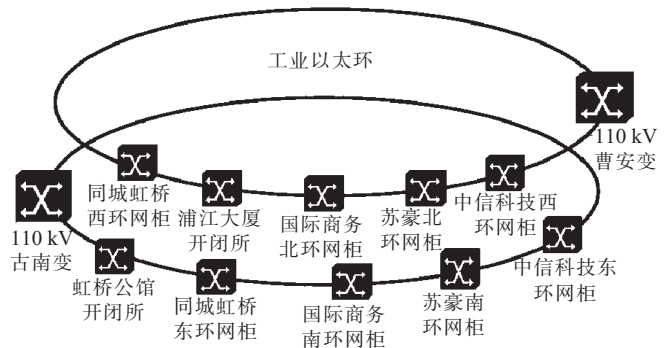 工业以太环
110 kV
曹安变
同城虹桥
西环网柜
浦江大厦
开闭所
国际商务
北环网柜
苏豪北
环网柜
中信科技西
环网柜
110 kV
古南变
虹桥公馆
开闭所
同城虹桥
东环网柜
国际商务
南环网柜
苏豪南
环网柜
中信科技东
环网柜